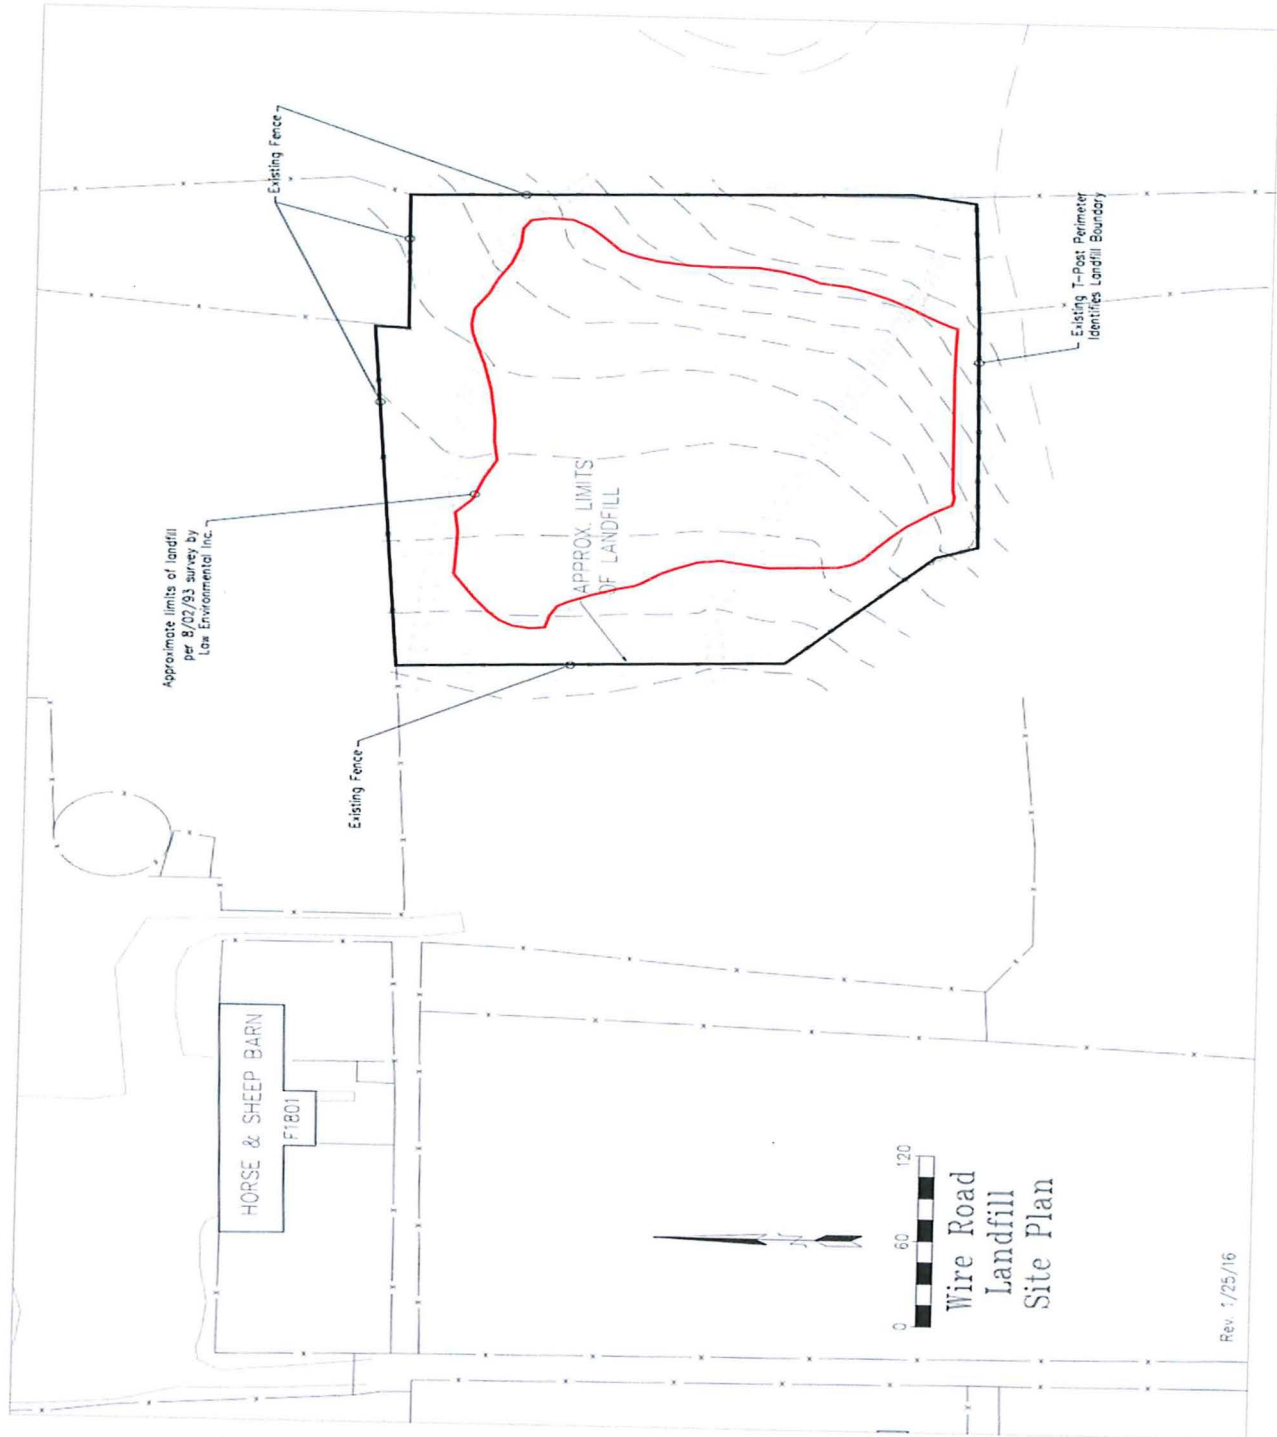 Existing Fence
Approximate limits of landfill
per 8/02/93 survey by
Law Environmental Inc.
Existing Fence
APPROX. LIMITS
OF LANDFILL
Existing T-Post Perimeter
Identifies Landfill Boundary
HORSE & SHEEP BARN
F1801
N
0 60 120
Wire Road
Landfill
Site Plan
Rev. 1/25/16